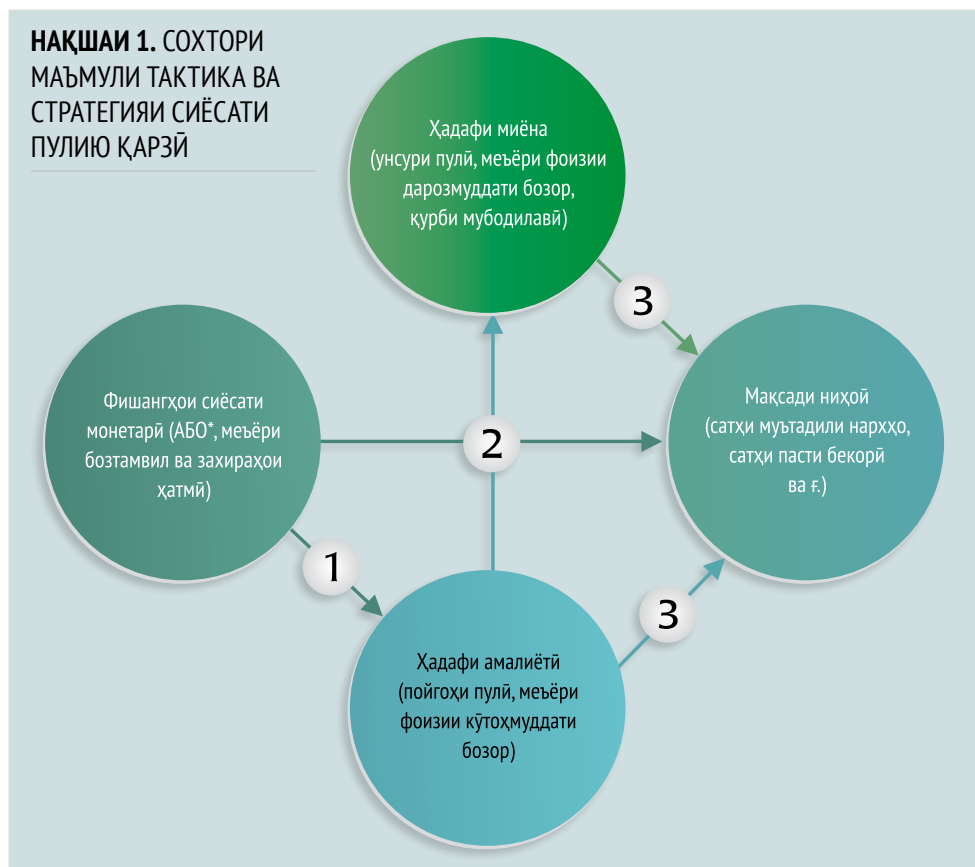 НАҚШАИ 1. СОХТОРИ
МАЪМУЛИ ТАКТИКА ВА
СТРАТЕГИЯИ СИЁСАТИ
ПУЛИЮ ҚАРЗӢ
Ҳадафи миёна
(унсури пулӣ, меъёри фоизии
дарозмуддати бозор,
қурби мубодилавӣ)
3
Фишангҳои сиёсати
монетарӣ (АБО*, меъёри
бозтамвил ва захираҳои
ҳатмӣ)
2
Мақсади ниҳоӣ
(сатҳи муътадили нархҳо,
сатҳи пасти бекорӣ
ва ғ.)
1
3
Ҳадафи амалиётӣ
(пойгоҳи пулӣ, меъёри
фоизии кӯтоҳмуддати
бозор)